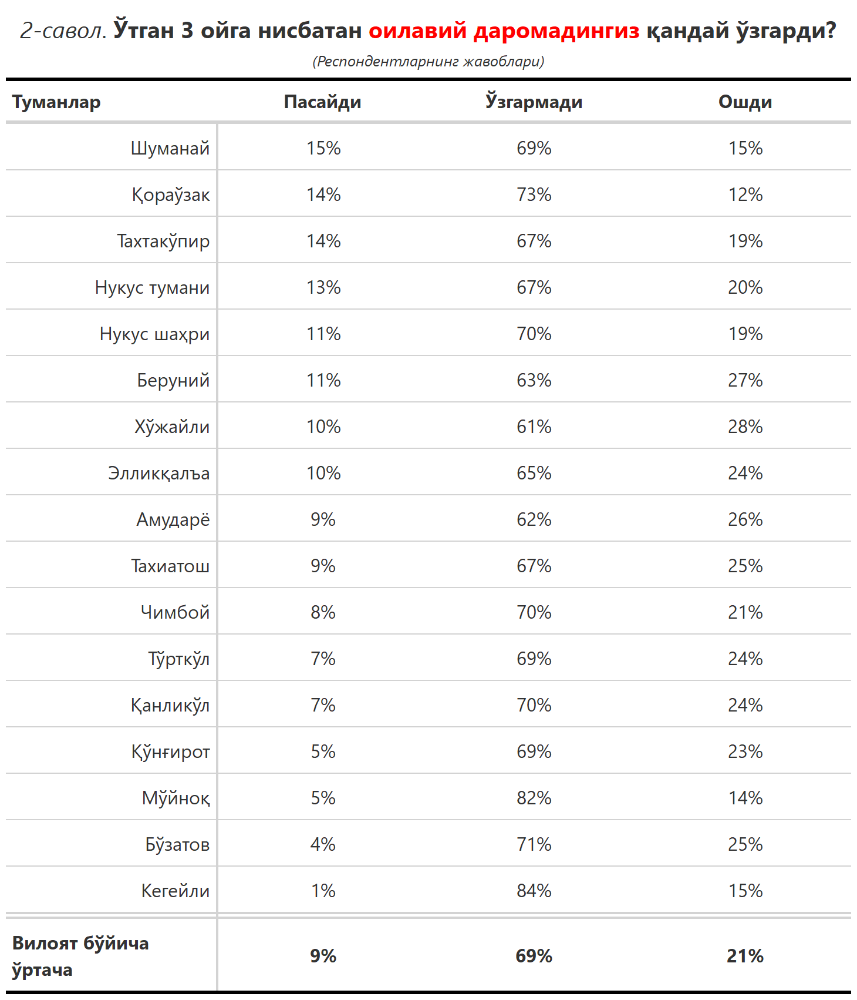 2-савол. Ўтган 3 ойга нисбатан оилавий даромадингиз қандай ўзгарди?
(Респондентларнинг жавоблари)
Туманлар Пасайди Ўзгармади Ошди
Шуманай 15% 69% 15%
Қораўзак 14% 73% 12%
Тахтакўпир 14% 67% 19%
Нукус тумани 13% 67% 20%
Нукус шаҳри 11% 70% 19%
Беруний 11% 63% 27%
Хўжайли 10% 61% 28%
Элликқалъа 10% 65% 24%
Амударё 9% 62% 26%
Тахиатош 9% 67% 25%
Чимбой 8% 70% 21%
Тўрткўл 7% 69% 24%
Қанликўл 7% 70% 24%
Қўнғирот 5% 69% 23%
Мўйноқ 5% 82% 14%
Бўзатов 4% 71% 25%
Кегейли 1% 84% 15%
Вилоят бўйича
ўртача 9% 69% 21%